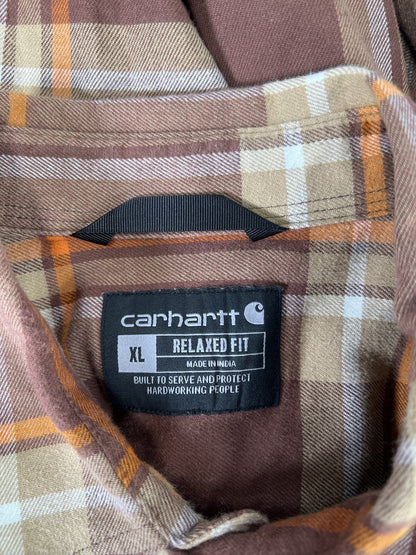 carhartt
XL RELAXED FIT
MADE IN INDIA
BUILT TO SERVE AND PROTECT
HARDWORKING PEOPLE